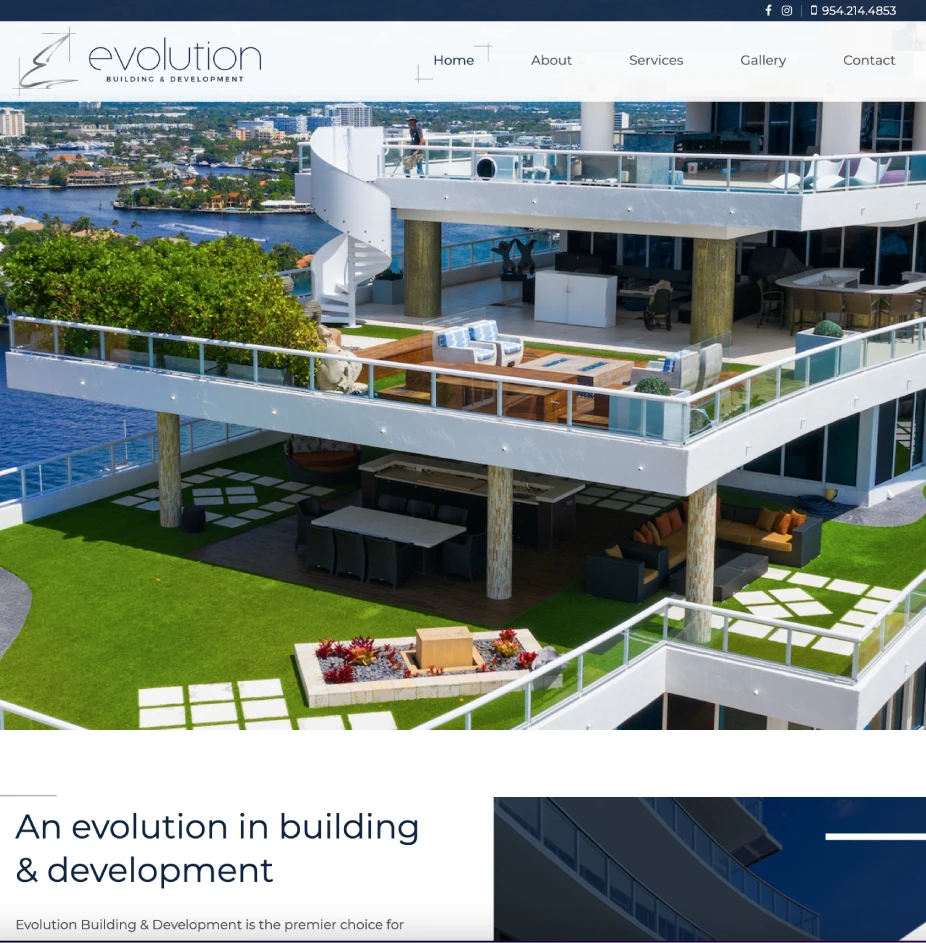 954.214.4853
evolution
BUILDING & DEVELOPMENT
Home
About
Services
Gallery
Contact
An evolution in building
& development
Evolution Building & Development is the premier choice for